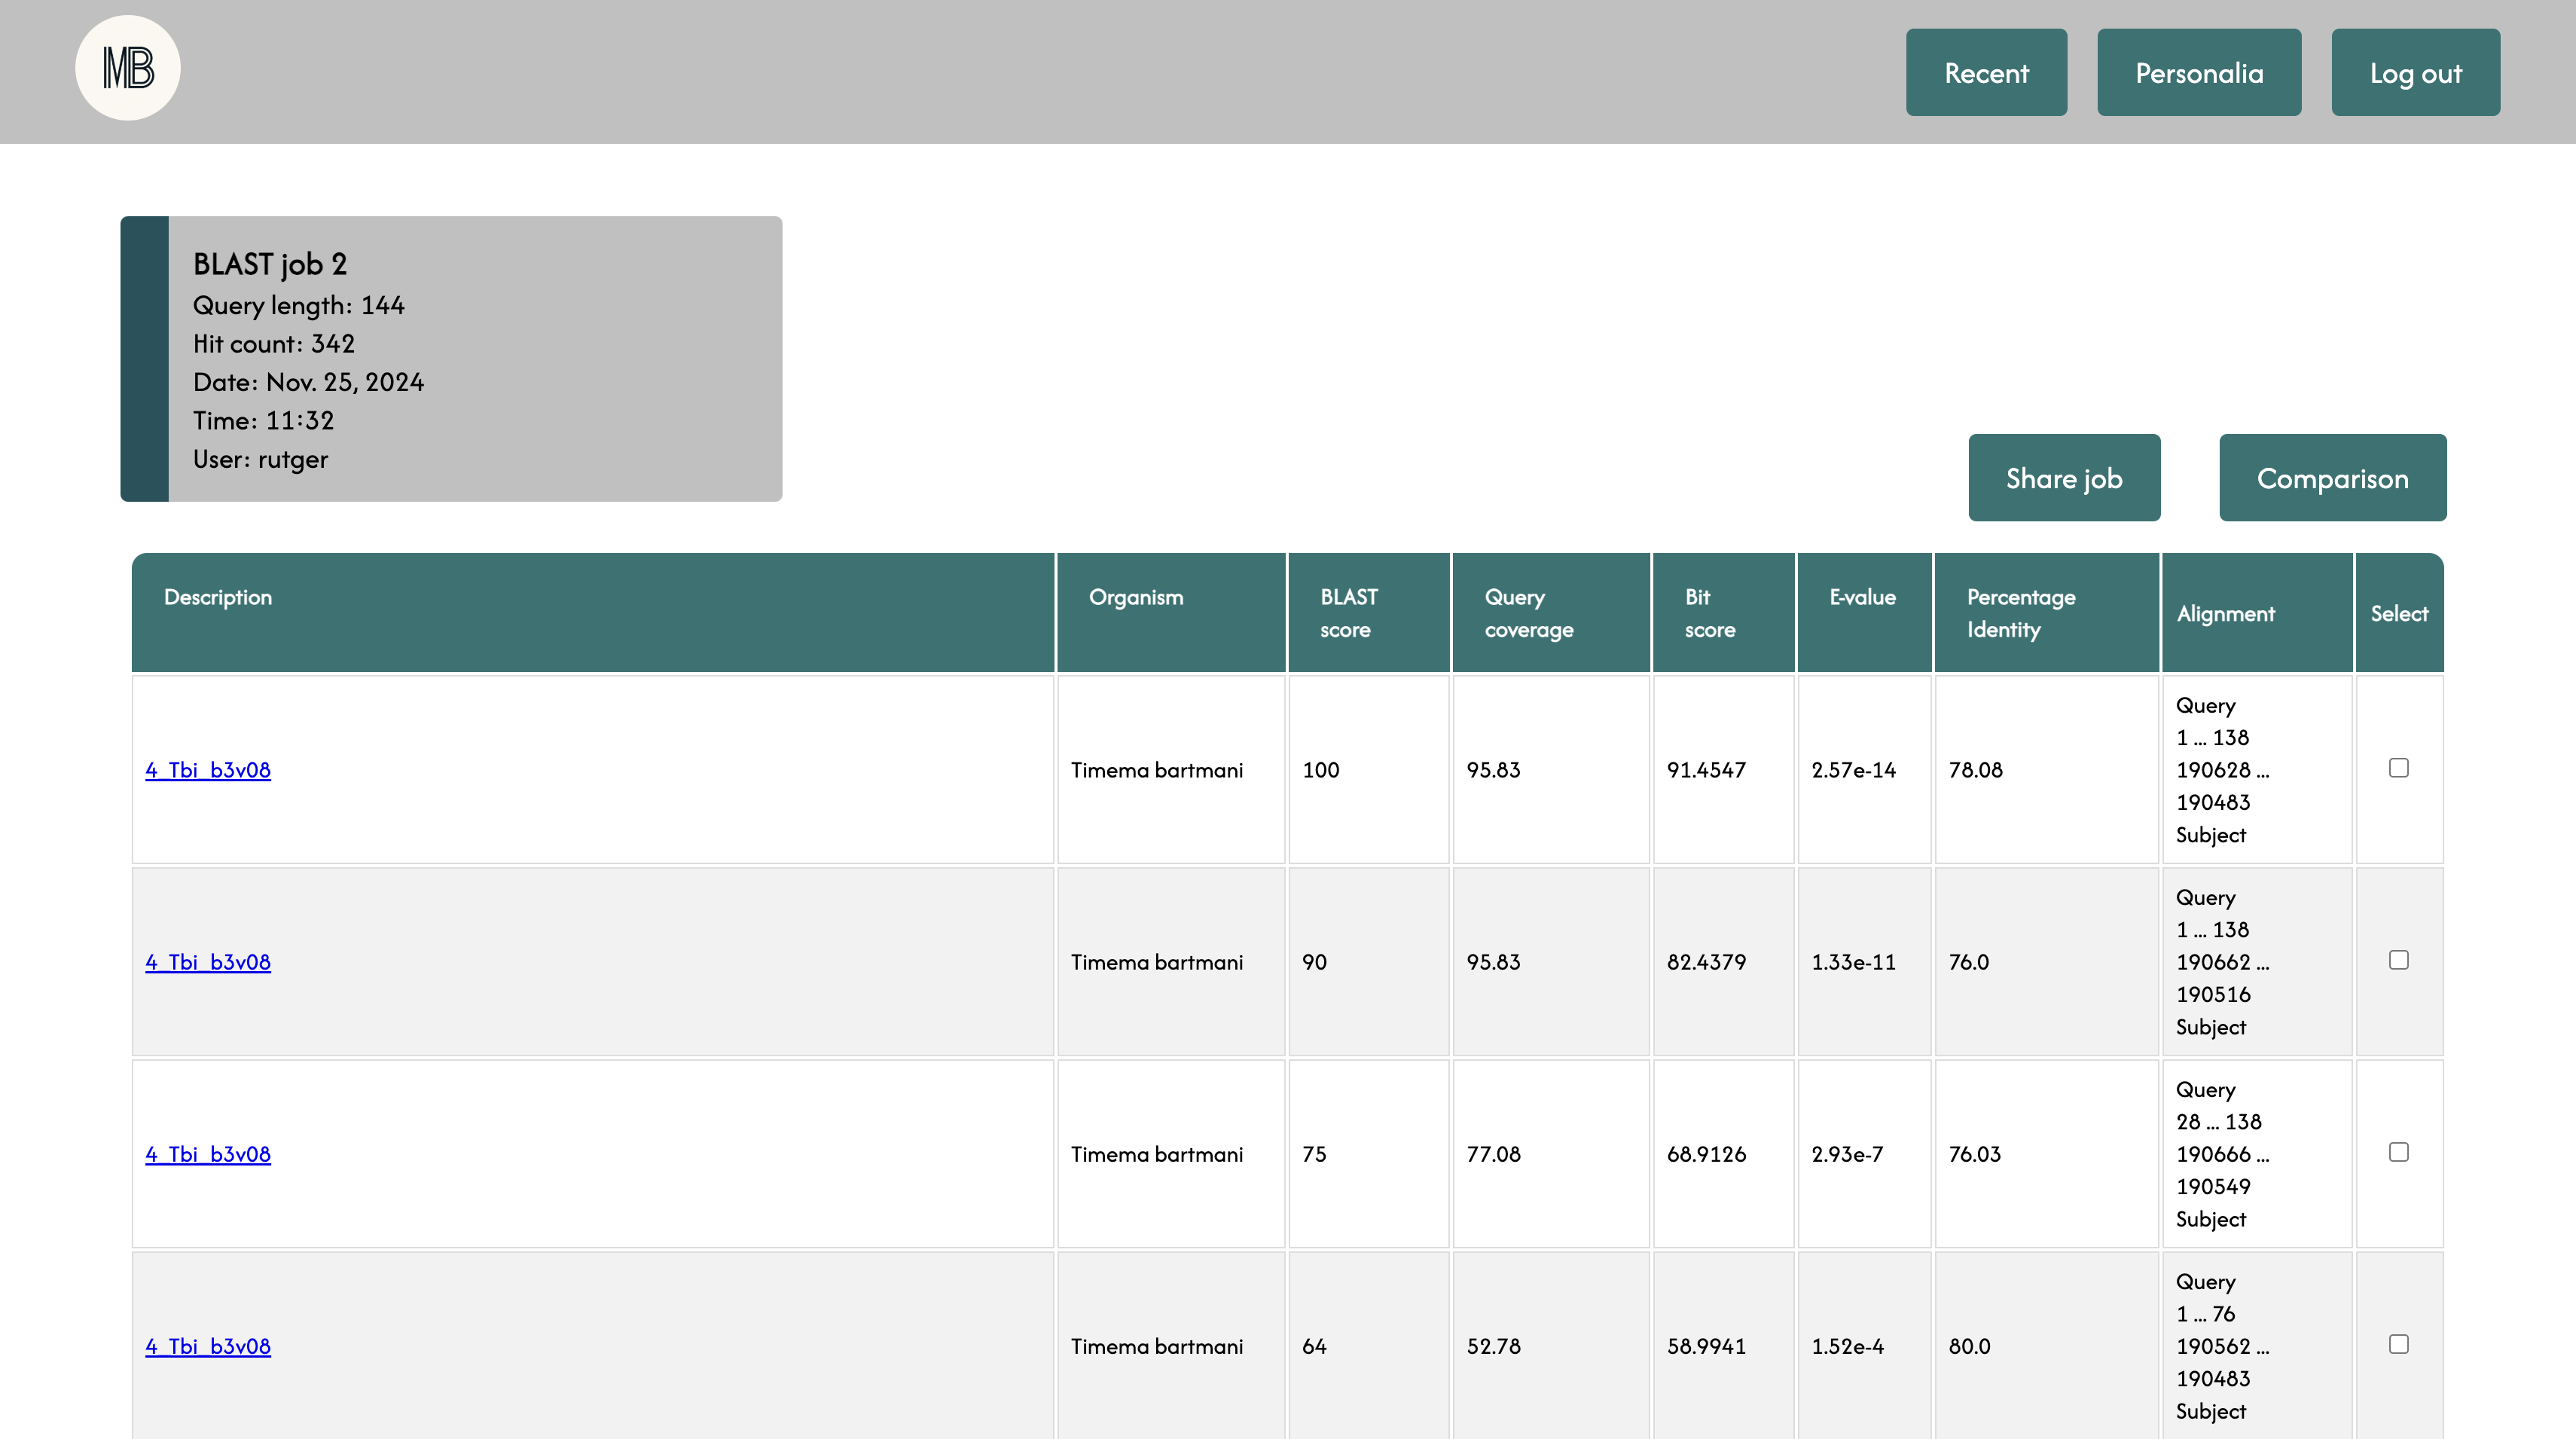 MB
Recent
Personalia
Log out
BLAST job 2
Query length: 144
Hit count: 342
Date: Nov. 25, 2024
Time: 11:32
User: rutger
Share job
Comparison
Description
Organism
BLAST
score
Query
coverage
Bit
score
E-value
Percentage
Identity
Alignment
Select
4_Tbi_b3v08
Timema bartmani
100
95.83
91.4547
2.57e-14
78.08
Query
1 ... 138
190628 ...
190483
Subject
4_Tbi_b3v08
Timema bartmani
90
95.83
82.4379
1.33e-11
76.0
Query
1 ... 138
190662 ...
190516
Subject
4_Tbi_b3v08
Timema bartmani
75
77.08
68.9126
2.93e-7
76.03
Query
28 ... 138
190666 ...
190549
Subject
4_Tbi_b3v08
Timema bartmani
64
52.78
58.9941
1.52e-4
80.0
Query
1 ... 76
190562 ...
190483
Subject